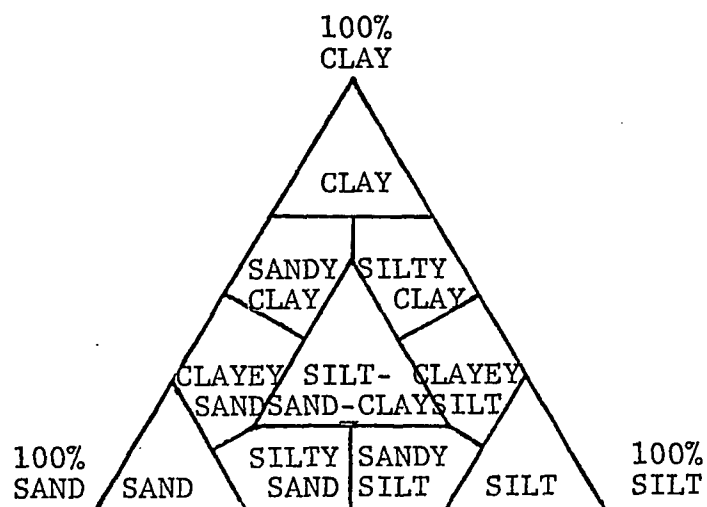 100%
CLAY
CLAY
SANDY SILTY
CLAY CLAY
CLAYEY SILT- CLAYEY
SAND SAND-CLAY SILT
100% SILTY SANDY 100%
SAND SAND SAND SILT SILT SILT